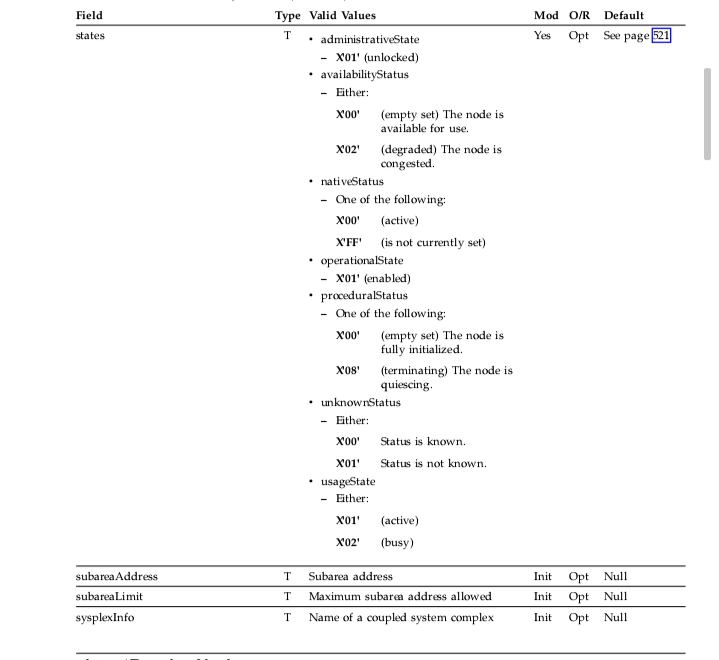 Field Type Valid Values Mod O/R Default
states T • administrativeState Yes Opt See page 521
– X'01' (unlocked)
• availabilityStatus
– Either:
X'00' (empty set) The node is
available for use.
X'02' (degraded) The node is
congested.
• nativeStatus
– One of the following:
X'00' (active)
X'FF' (is not currently set)
• operationalState
– X'01' (enabled)
• proceduralStatus
– One of the following:
X'00' (empty set) The node is
fully initialized.
X'08' (terminating) The node is
quiescing.
• unknownStatus
– Either:
X'00' Status is known.
X'01' Status is not known.
• usageState
– Either:
X'01' (active)
X'02' (busy)
subareaAddress T Subarea address Init Opt Null
subareaLimit T Maximum subarea address allowed Init Opt Null
sysplexInfo T Name of a coupled system complex Init Opt Null